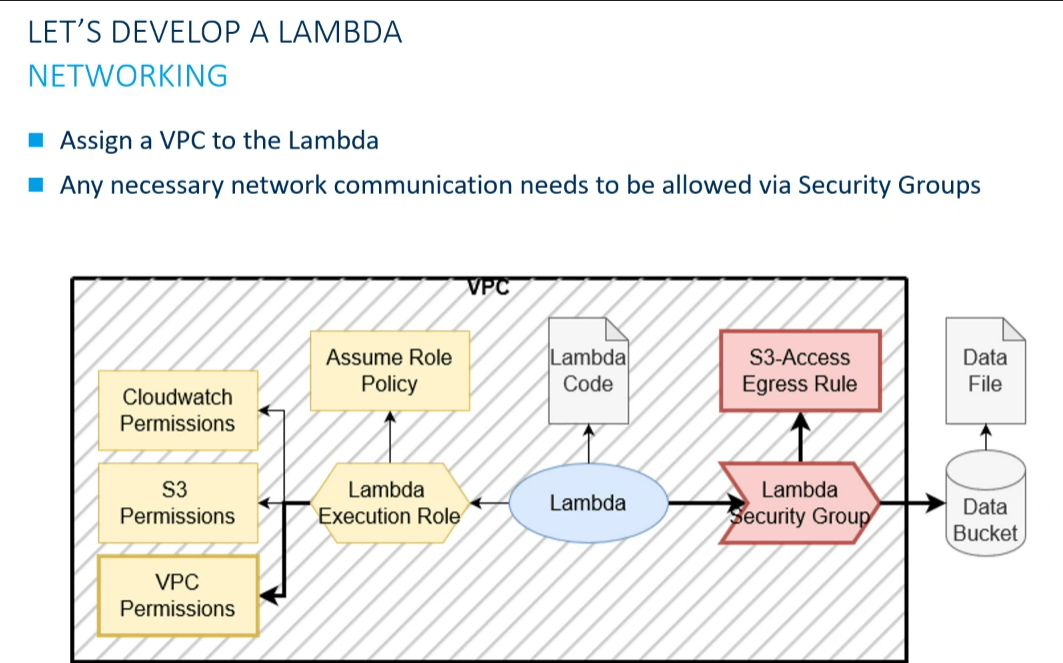 LET'S DEVELOP A LAMBDA
NETWORKING
Assign a VPC to the Lambda
Any necessary network communication needs to be allowed via Security Groups
VPC
Cloudwatch
Permissions
S3
Permissions
VPC
Permissions
Assume Role
Policy
Lambda
Execution Role
Lambda
Code
Lambda
S3-Access
Egress Rule
Lambda
Security Group
Data
File
Data
Bucket